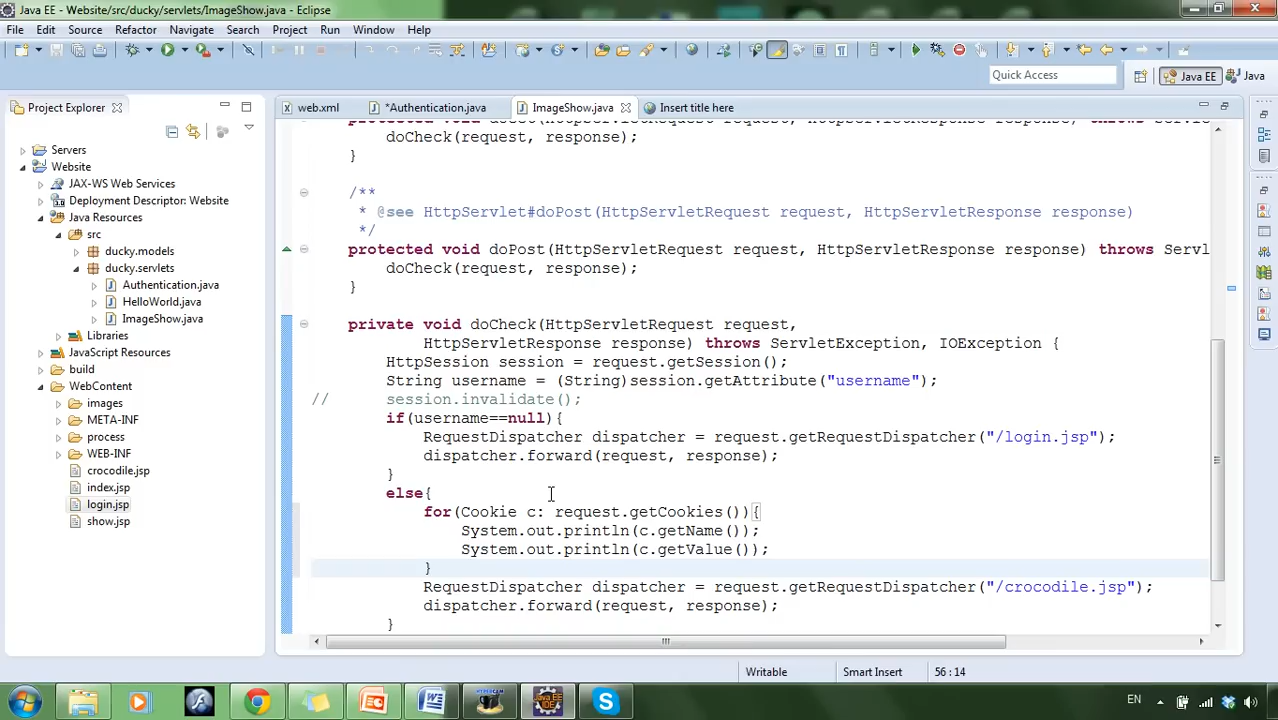 Java EE - Website/src/ducky/servlets/ImageShow.java - Eclipse
File Edit Source Refactor Navigate Search Project Run Window Help
Quick Access
Java EE
Java
Project Explorer
web.xml
*Authentication.java
ImageShow.java
Insert title here
Servers
Website
JAX-WS Web Services
Deployment Descriptor: Website
Java Resources
src
ducky.models
ducky.servlets
Authentication.java
HelloWorld.java
ImageShow.java
Libraries
JavaScript Resources
build
WebContent
images
META-INF
process
WEB-INF
crocodile.jsp
index.jsp
login.jsp
show.jsp
doCheck(request, response);
}
/**
* @see HttpServlet#doPost(HttpServletRequest request, HttpServletResponse response)
*/
protected void doPost(HttpServletRequest request, HttpServletResponse response) throws Servl
doCheck(request, response);
}
private void doCheck(HttpServletRequest request,
HttpServletResponse response) throws ServletException, IOException {
HttpSession session = request.getSession();
String username = (String)session.getAttribute("username");
// session.invalidate();
if(username==null){
RequestDispatcher dispatcher = request.getRequestDispatcher("/login.jsp");
dispatcher.forward(request, response);
}
else{
for(Cookie c: request.getCookies()){
System.out.println(c.getName());
System.out.println(c.getValue());
}
RequestDispatcher dispatcher = request.getRequestDispatcher("/crocodile.jsp");
dispatcher.forward(request, response);
}
Writable
Smart Insert
56 : 14
EN